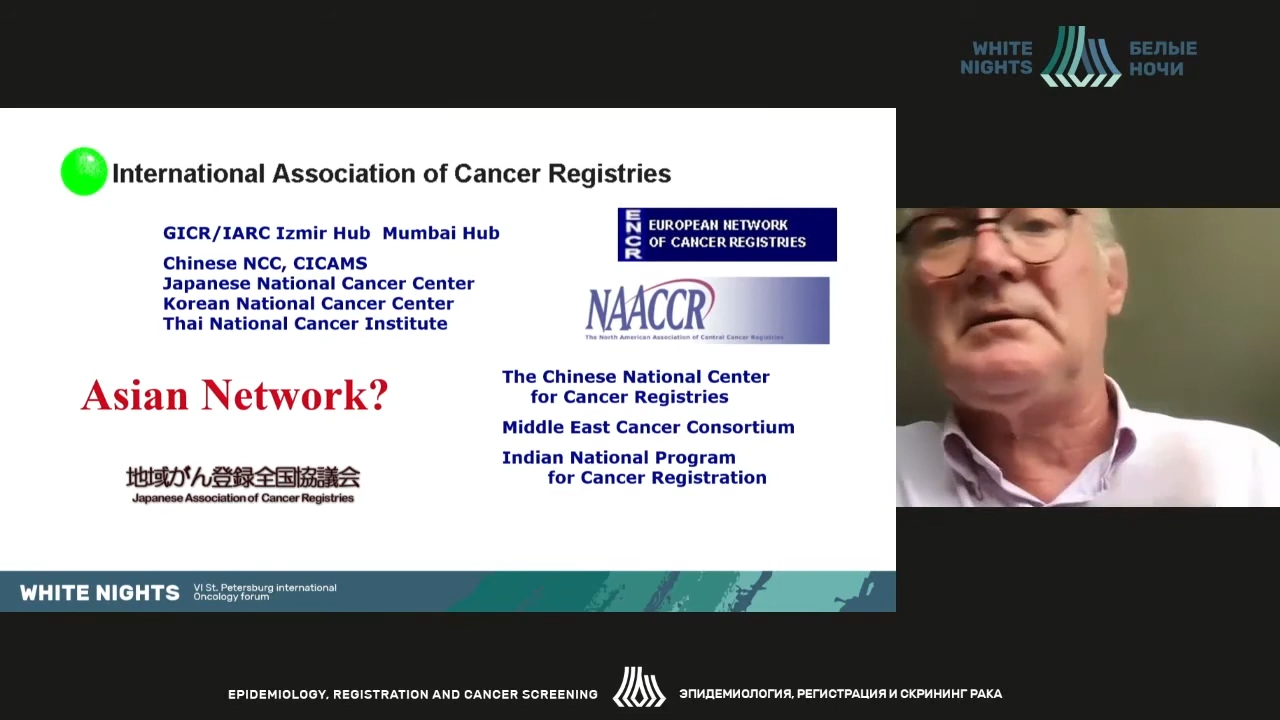 WHITE
NIGHTS
БЕЛЫЕ
НОЧИ
International Association of Cancer Registries
GICR/IARC Izmir Hub Mumbai Hub
Chinese NCC, CICAMS
Japanese National Cancer Center
Korean National Cancer Center
Thai National Cancer Institute
ENCR
EUROPEAN NETWORK
OF CANCER REGISTRIES
NAACCR
The North American Association of Central Cancer Registries
Asian Network?
The Chinese National Center
for Cancer Registries
Middle East Cancer Consortium
Indian National Program
for Cancer Registration
地域がん登録全国協議会
Japanese Association of Cancer Registries
WHITE NIGHTS
VI St. Petersburg international
Oncology forum
EPIDEMIOLOGY, REGISTRATION AND CANCER SCREENING
ЭПИДЕМИОЛОГИЯ, РЕГИСТРАЦИЯ И СКРИНИНГ РАКА